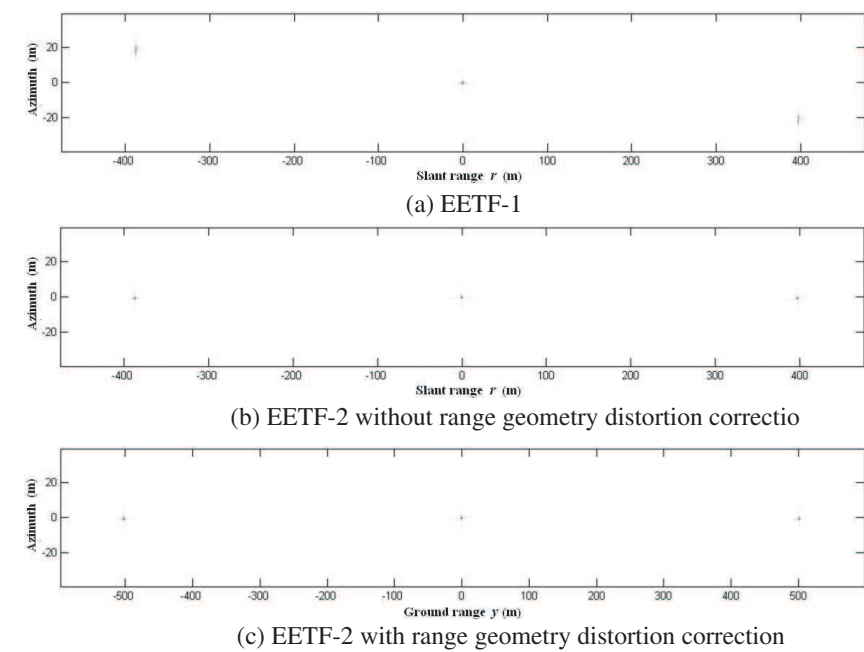 20
0
-20
Azimuth (m)
-400 -300 -200 -100 0 100 200 300 400
Slant range r (m)
(a) EETF-1
20
0
-20
Azimuth (m)
-400 -300 -200 -100 0 100 200 300 400
Slant range r (m)
(b) EETF-2 without range geometry distortion correctio
20
0
-20
Azimuth (m)
-500 -400 -300 -200 -100 0 100 200 300 400 500
Ground range y (m)
(c) EETF-2 with range geometry distortion correction